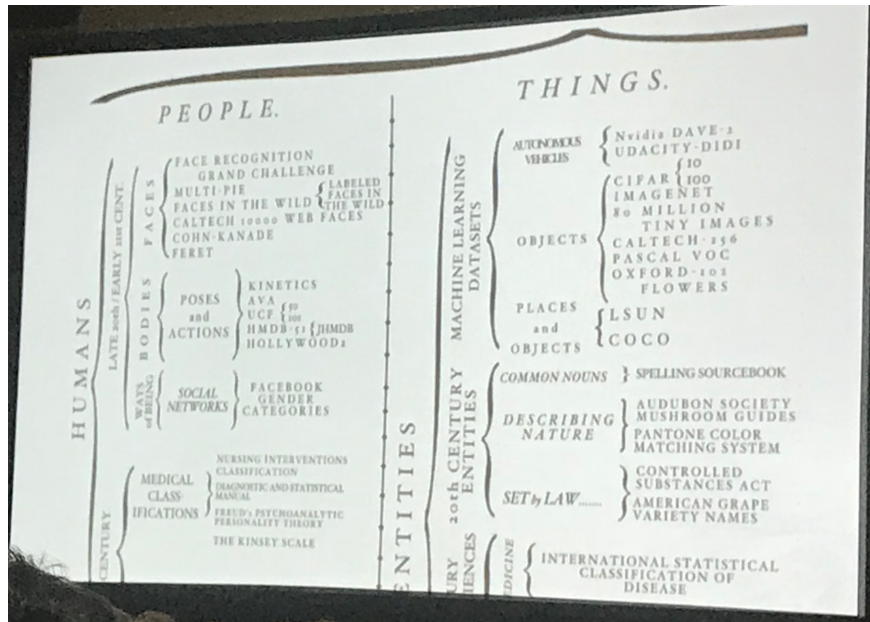 PEOPLE.
HUMANS
LATE 20th / EARLY 21st CENT.
FACES
FACE RECOGNITION
GRAND CHALLENGE
MULTI-PIE
FACES IN THE WILD
LABELED
FACES IN
THE WILD
CALTECH 10000 WEB FACES
COHN-KANADE
FERET
BODIES
POSES
and
ACTIONS
KINETICS
AVA
UCF
50
101
HMDB-51
JHMDB
HOLLYWOOD2
WAYS
of BEING
SOCIAL
NETWORKS
FACEBOOK
GENDER
CATEGORIES
CENTURY
MEDICAL
CLASS-
IFICATIONS
NURSING INTERVENTIONS
CLASSIFICATION
DIAGNOSTIC AND STATISTICAL
MANUAL
FREUD's PSYCHOANALYTIC
PERSONALITY THEORY
THE KINSEY SCALE
THINGS.
ENTITIES
MACHINE LEARNING
DATASETS
AUTONOMOUS
VEHICLES
Nvidia DAVE-2
UDACITY-DIDI
OBJECTS
CIFAR
10
100
IMAGENET
80 MILLION
TINY IMAGES
CALTECH-256
PASCAL VOC
OXFORD-102
FLOWERS
PLACES
and
OBJECTS
LSUN
COCO
20th CENTURY
ENTITIES
COMMON NOUNS
SPELLING SOURCEBOOK
DESCRIBING
NATURE
AUDUBON SOCIETY
MUSHROOM GUIDES
PANTONE COLOR
MATCHING SYSTEM
SET by LAW......
CONTROLLED
SUBSTANCES ACT
AMERICAN GRAPE
VARIETY NAMES
URY
IENCES
EDICINE
INTERNATIONAL STATISTICAL
CLASSIFICATION OF
DISEASE